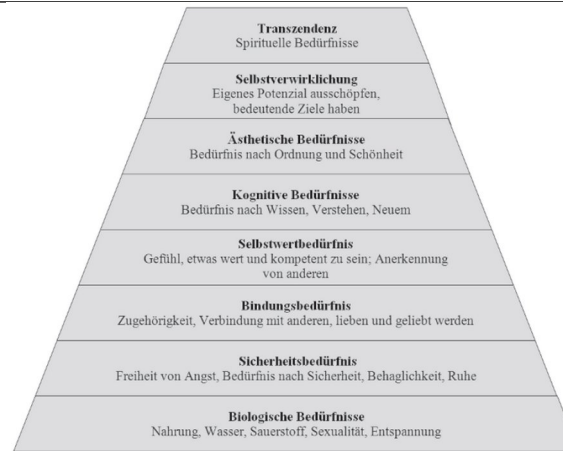 Transzendenz
Spirituelle Bedürfnisse
Selbstverwirklichung
Eigenes Potenzial ausschöpfen,
bedeutende Ziele haben
Ästhetische Bedürfnisse
Bedürfnis nach Ordnung und Schönheit
Kognitive Bedürfnisse
Bedürfnis nach Wissen, Verstehen, Neuem
Selbstwertbedürfnis
Gefühl, etwas wert und kompetent zu sein; Anerkennung
von anderen
Bindungsbedürfnis
Zugehörigkeit, Verbindung mit anderen, lieben und geliebt werden
Sicherheitsbedürfnis
Freiheit von Angst, Bedürfnis nach Sicherheit, Behaglichkeit, Ruhe
Biologische Bedürfnisse
Nahrung, Wasser, Sauerstoff, Sexualität, Entspannung